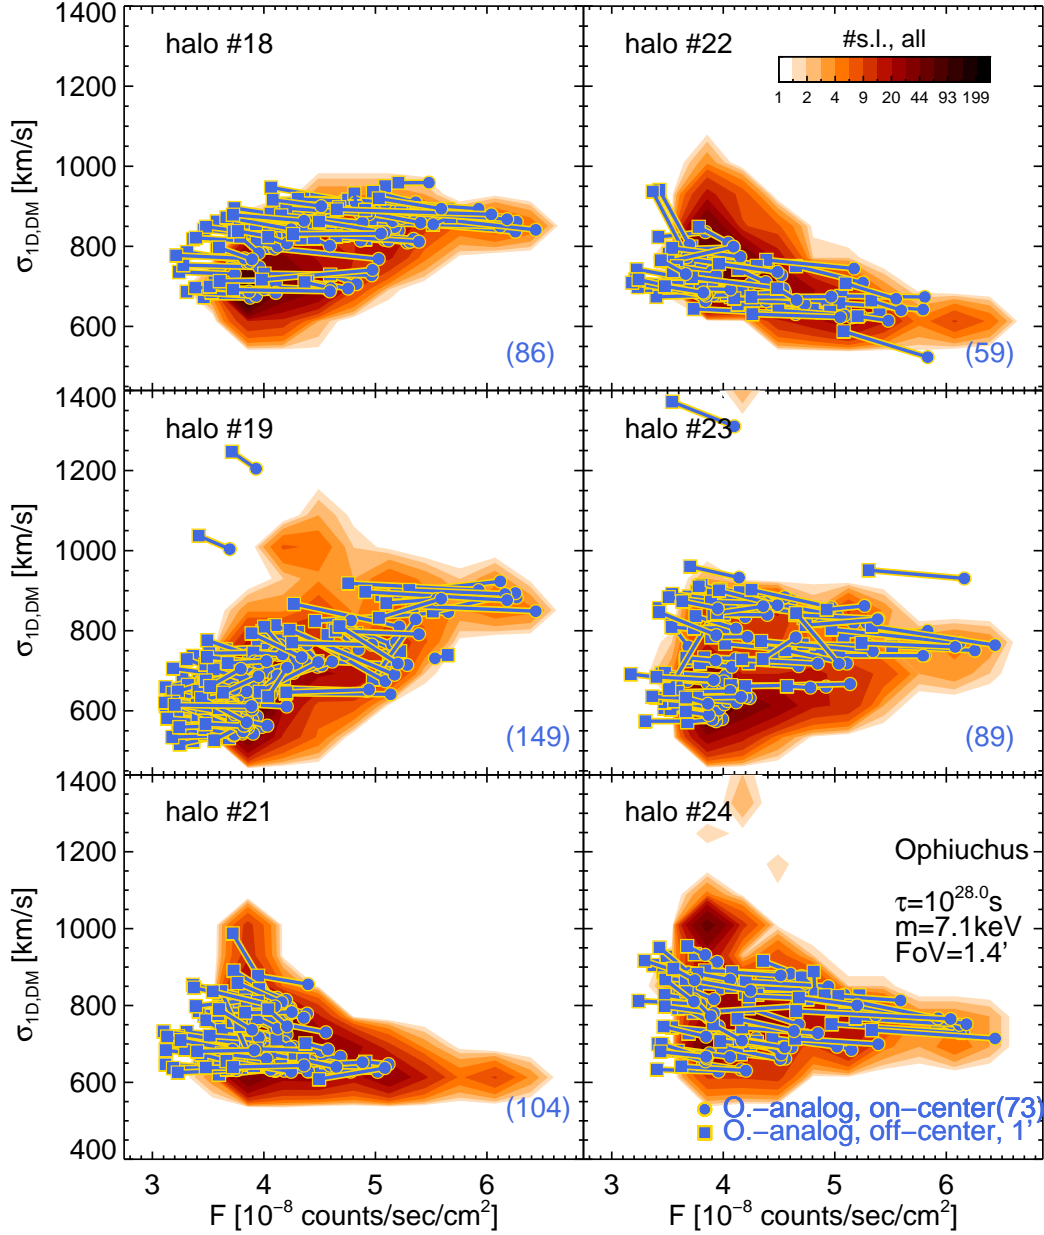 halo #18
halo #22
#s.l., all
1 2 4 9 20 44 93 199
1400
1200
1000
800
600
σ1D,DM [km/s]
(86)
(59)
halo #19
halo #23
1400
1200
1000
800
600
σ1D,DM [km/s]
(149)
(89)
halo #21
halo #24
Ophiuchus
τ=10^28.0s
m=7.1keV
FoV=1.4'
1400
1200
1000
800
600
400
σ1D,DM [km/s]
(104)
O.−analog, on−center(73)
O.−analog, off−center, 1'
3 4 5 6
3 4 5 6
F [10^−8 counts/sec/cm^2]
F [10^−8 counts/sec/cm^2]